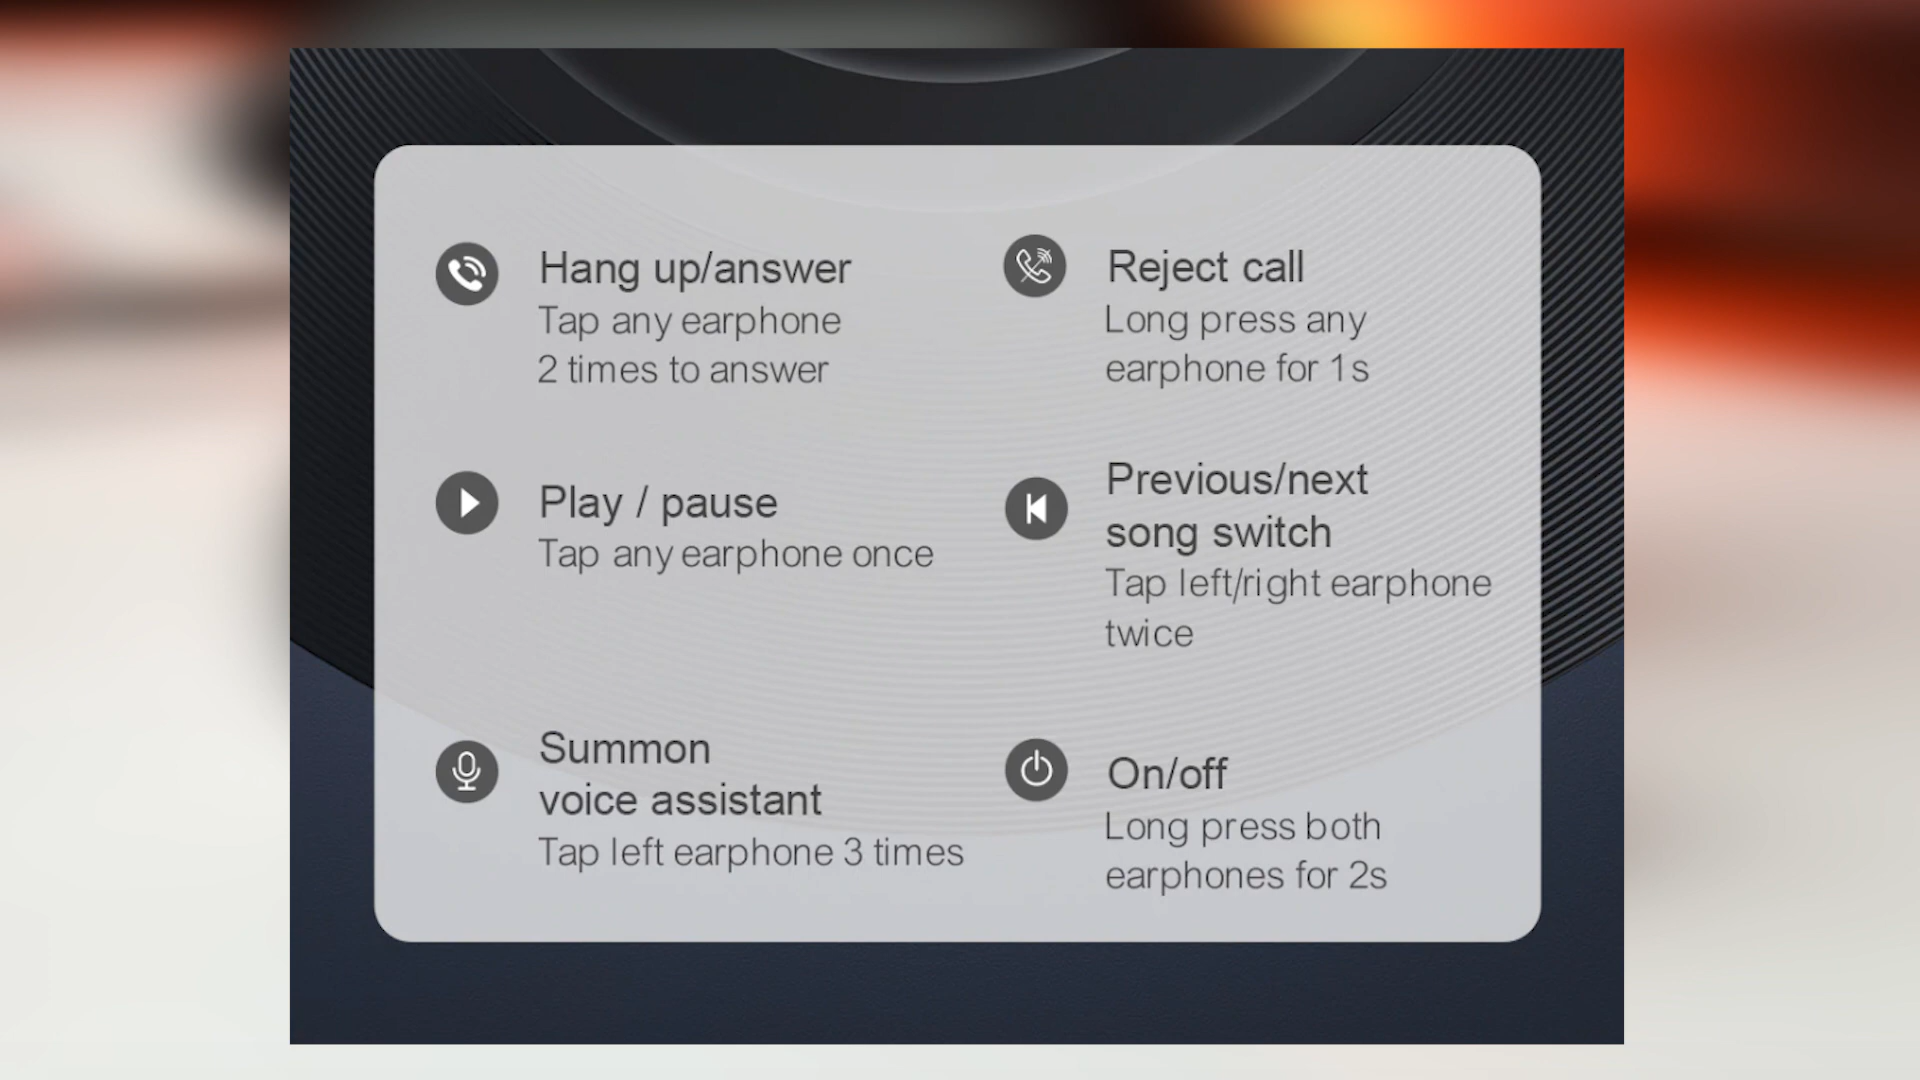 Hang up/answer
Tap any earphone
2 times to answer
Reject call
Long press any
earphone for 1s
Play / pause
Tap any earphone once
Previous/next
song switch
Tap left/right earphone
twice
Summon
voice assistant
Tap left earphone 3 times
On/off
Long press both
earphones for 2s